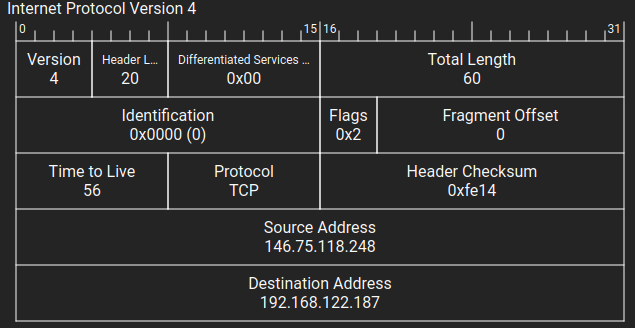 Internet Protocol Version 4
0 15 16 31
Version Header L... Differentiated Services ... Total Length
4 20 0x00 60
Identification Flags Fragment Offset
0x0000 (0) 0x2 0
Time to Live Protocol Header Checksum
56 TCP 0xfe14
Source Address
146.75.118.248
Destination Address
192.168.122.187